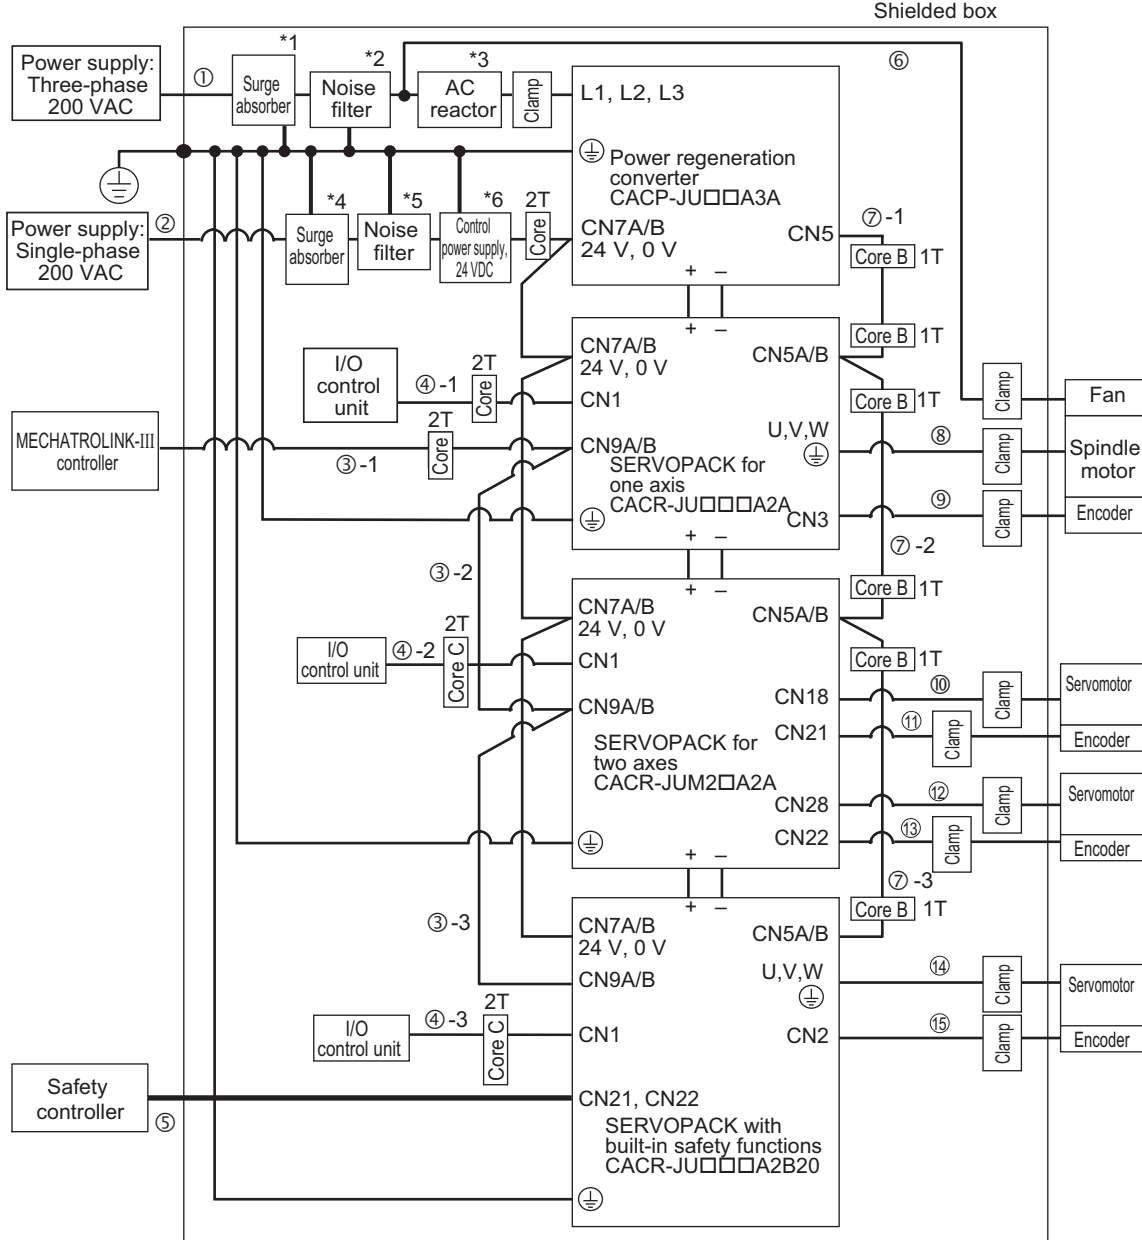 Shielded box
Power supply:
Three-phase
200 VAC
①
*1
Surge
absorber
*2
Noise
filter
*3
AC
reactor
Clamp
⑥
L1, L2, L3
Power regeneration
converter
CACP-JU□□A3A
Power supply:
Single-phase
200 VAC
②
*4
Surge
absorber
*5
Noise
filter
*6
Control
power supply,
24 VDC
2T
Core
CN7A/B
24 V, 0 V
CN5
⑦-1
Core B 1T
+ –
+ –
Core B 1T
I/O
control
unit
④-1
2T
Core
CN7A/B
24 V, 0 V
CN5A/B
CN1
Core B 1T
Clamp
Fan
MECHATROLINK-III
controller
③-1
2T
Core
CN9A/B
U,V,W
SERVOPACK for
one axis
CACR-JU□□□A2A
CN3
⑧
Clamp
Spindle
motor
⑨
Clamp
Encoder
⑦-2
+ –
+ –
③-2
Core B 1T
CN7A/B
24 V, 0 V
CN5A/B
I/O
control unit
④-2
2T
Core C
CN1
Core B 1T
CN9A/B
CN18
⑩
Clamp
Servomotor
CN21
⑪
Clamp
Encoder
SERVOPACK for
two axes
CACR-JUM2□A2A
CN28
⑫
Clamp
Servomotor
CN22
⑬
Clamp
Encoder
+ –
+ –
⑦-3
Core B 1T
③-3
CN7A/B
24 V, 0 V
CN5A/B
CN9A/B
U,V,W
⑭
Clamp
Servomotor
I/O
control unit
④-3
2T
Core C
CN1
CN2
⑮
Clamp
Encoder
Safety
controller
⑤
CN21, CN22
SERVOPACK with
built-in safety functions
CACR-JU□□□A2B20